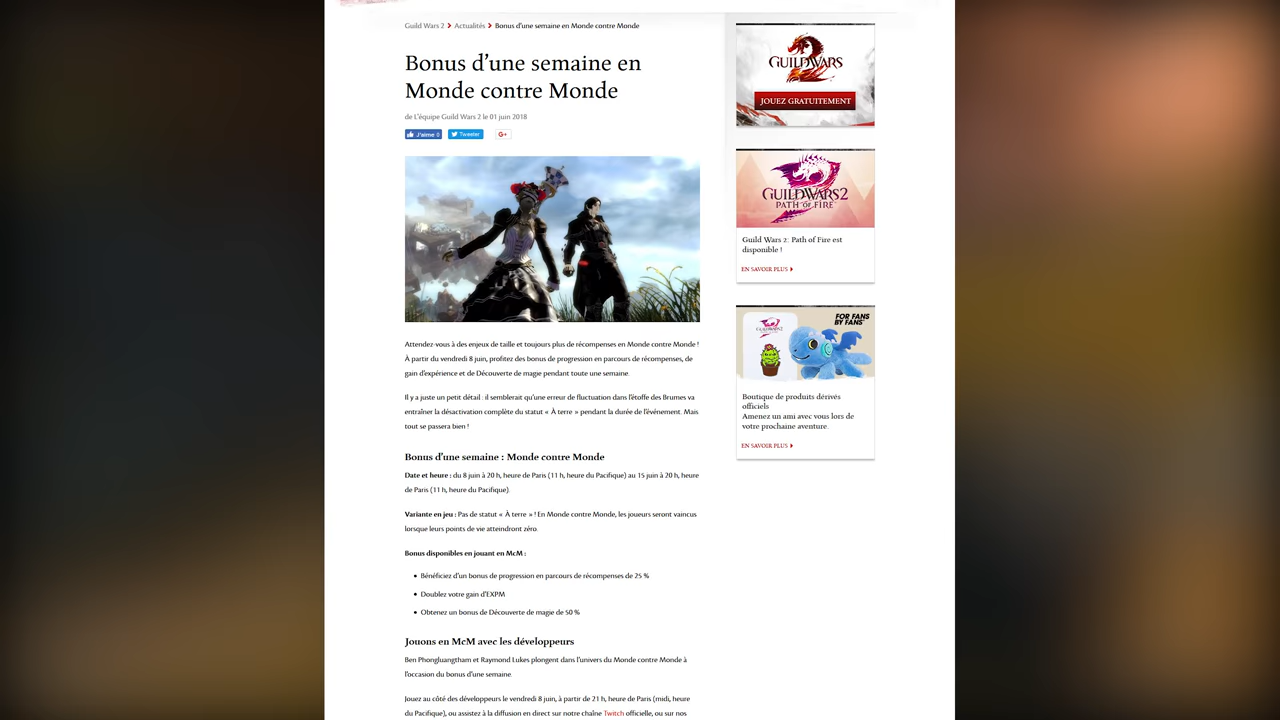 Guild Wars 2 > Actualités > Bonus d'une semaine en Monde contre Monde
Bonus d'une semaine en
Monde contre Monde
de L'équipe Guild Wars 2 le 01 juin 2018
J'aime 0
Tweeter
G+
Attendez-vous à des enjeux de taille et toujours plus de récompenses en Monde contre Monde !
À partir du vendredi 8 juin, profitez des bonus de progression en parcours de récompenses, de
gain d'expérience et de Découverte de magie pendant toute une semaine.
Il y a juste un petit détail : il semblerait qu'une erreur de fluctuation dans l'étoffe des Brumes va
entraîner la désactivation complète du statut « À terre » pendant la durée de l'événement. Mais
tout se passera bien !
Bonus d'une semaine : Monde contre Monde
Date et heure : du 8 juin à 20 h, heure de Paris (11 h, heure du Pacifique) au 15 juin à 20 h, heure
de Paris (11 h, heure du Pacifique).
Variante en jeu : Pas de statut « À terre » ! En Monde contre Monde, les joueurs seront vaincus
lorsque leurs points de vie atteindront zéro.
Bonus disponibles en jouant en McM :
• Bénéficiez d'un bonus de progression en parcours de récompenses de 25 %
• Doublez votre gain d'EXPM
• Obtenez un bonus de Découverte de magie de 50 %
Jouons en McM avec les développeurs
Ben Phongluangtham et Raymond Lukes plongent dans l'univers du Monde contre Monde à
l'occasion du bonus d'une semaine.
Jouez au côté des développeurs le vendredi 8 juin, à partir de 21 h, heure de Paris (midi, heure
du Pacifique), ou assistez à la diffusion en direct sur notre chaîne Twitch officielle, ou sur nos
GUILD WARS 2
JOUEZ GRATUITEMENT
GUILD WARS 2
PATH OF FIRE
Guild Wars 2: Path of Fire est
disponible !
EN SAVOIR PLUS
FOR FANS
BY FANS
GUILD WARS 2
Boutique de produits dérivés
officiels
Amenez un ami avec vous lors de
votre prochaine aventure.
EN SAVOIR PLUS